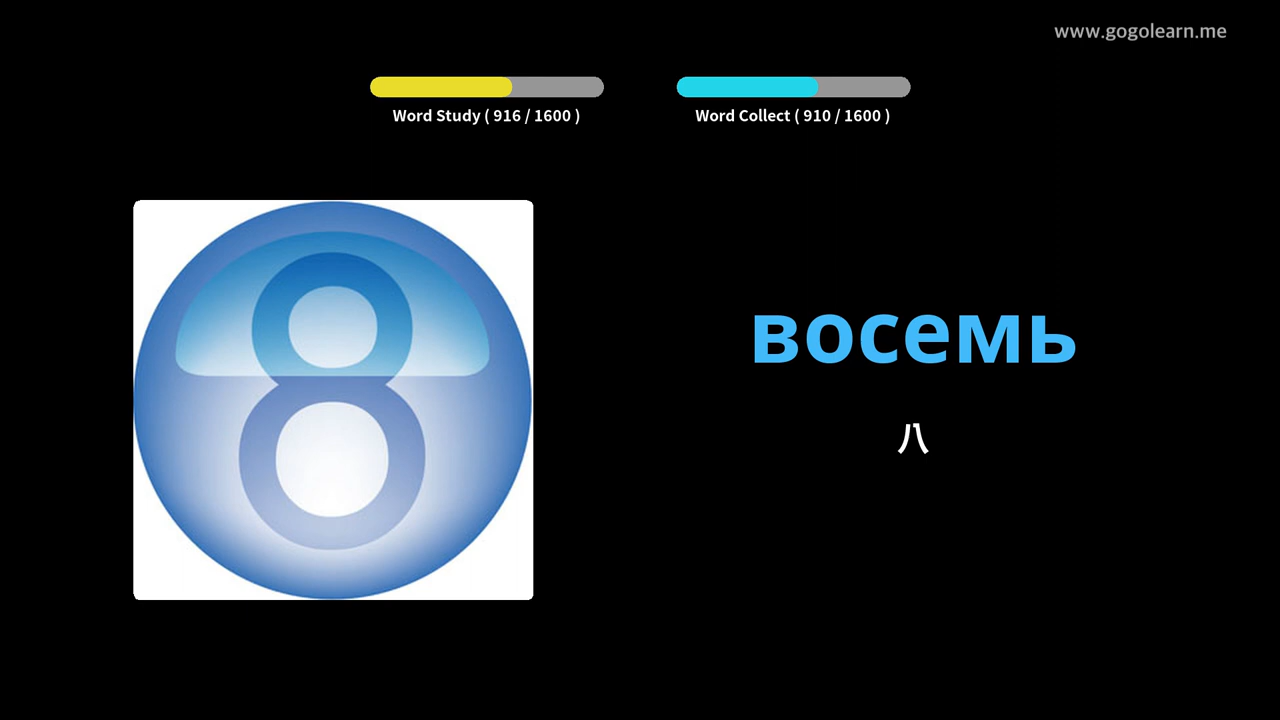 www.gogolearn.me
Word Study ( 916 / 1600 )
Word Collect ( 910 / 1600 )
8
восемь
八